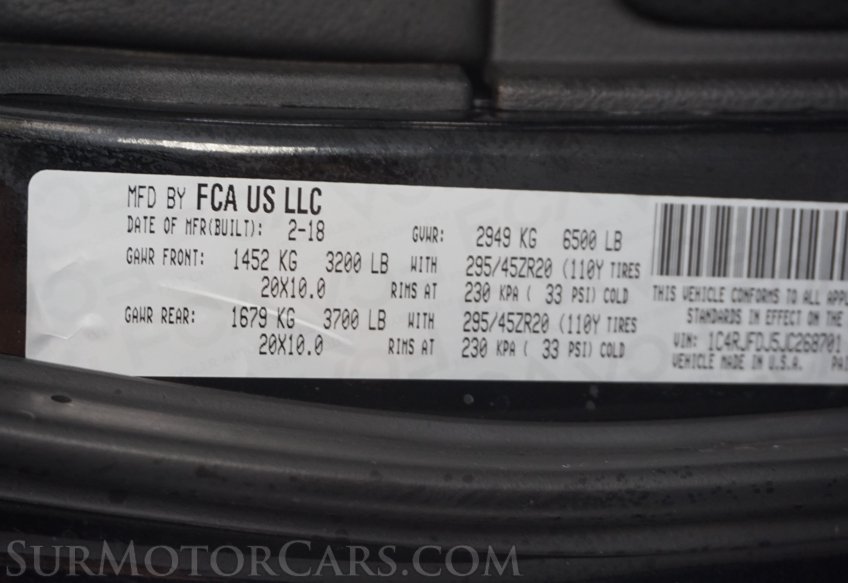 MFD BY FCA US LLC
DATE OF MFR(BUILT): 2-18 GVWR: 2949 KG 6500 LB
GAWR FRONT: 1452 KG 3200 LB WITH 295/45ZR20 (110Y TIRES
20X10.0 RIMS AT 230 KPA ( 33 PSI) COLD
GAWR REAR: 1679 KG 3700 LB WITH 295/45ZR20 (110Y TIRES
20X10.0 RIMS AT 230 KPA ( 33 PSI) COLD
THIS VEHICLE CONFORMS TO ALL APPL
STANDARDS IN EFFECT ON THE
VIN: 1C4RJFDJ5JC268701
VEHICLE MADE IN U.S.A. PAI
SurMotorCars.com